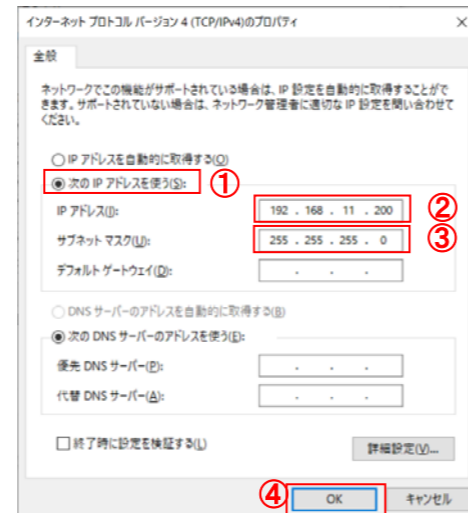 インターネット プロトコル バージョン 4 (TCP/IPv4)のプロパティ
全般
ネットワークでこの機能がサポートされている場合は、IP 設定を自動的に取得することがで
きます。サポートされていない場合は、ネットワーク管理者に適切な IP 設定を問い合わせて
ください。
IP アドレスを自動的に取得する(O)
次の IP アドレスを使う(S): ①
IP アドレス(I): 192 . 168 . 11 . 200 ②
サブネット マスク(U): 255 . 255 . 255 . 0 ③
デフォルト ゲートウェイ(D): . . .
DNS サーバーのアドレスを自動的に取得する(B)
次の DNS サーバーのアドレスを使う(E):
優先 DNS サーバー(P): . . .
代替 DNS サーバー(A): . . .
終了時に設定を検証する(L) 詳細設定(V)...
④ OK キャンセル